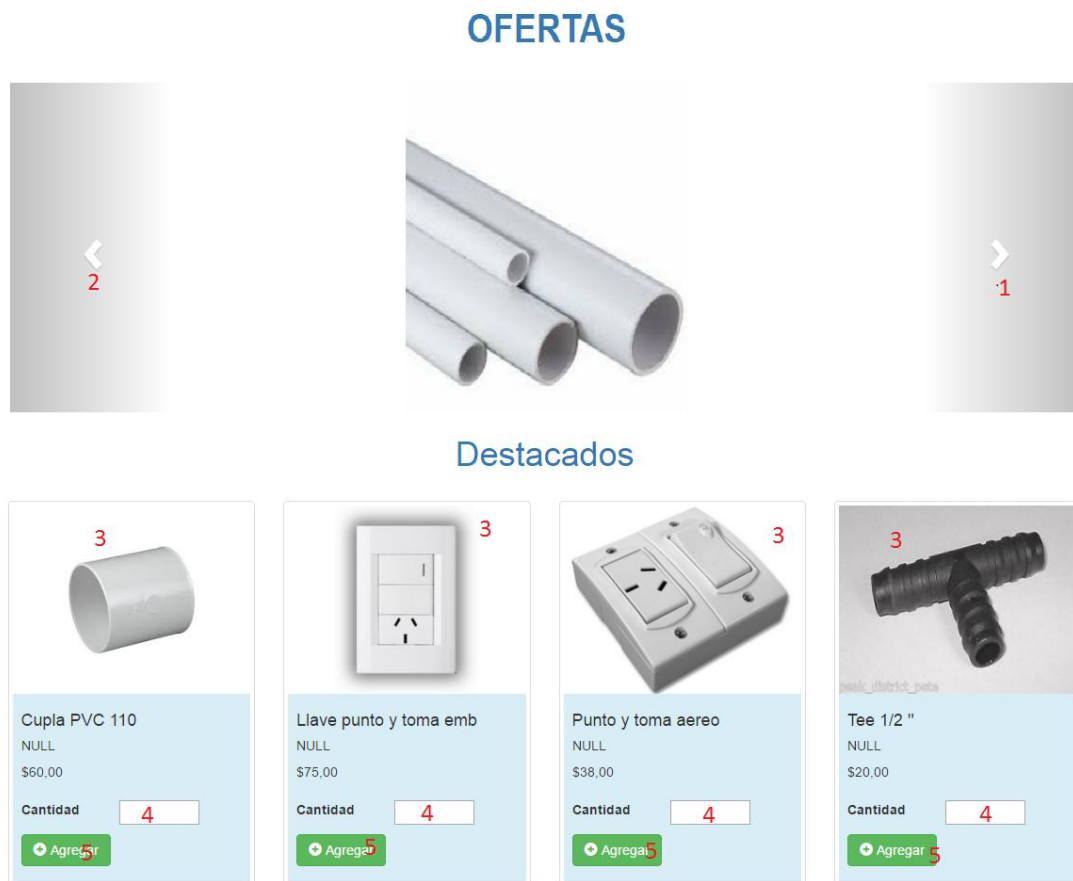 OFERTAS
2
1
Destacados
3
3
3
3
peak_district_pete
Cupla PVC 110
Llave punto y toma emb
Punto y toma aereo
Tee 1/2 "
NULL
NULL
NULL
NULL
$60,00
$75,00
$38,00
$20,00
Cantidad 4
Cantidad 4
Cantidad 4
Cantidad 4
Agregar 5
Agregar 5
Agregar 5
Agregar 5